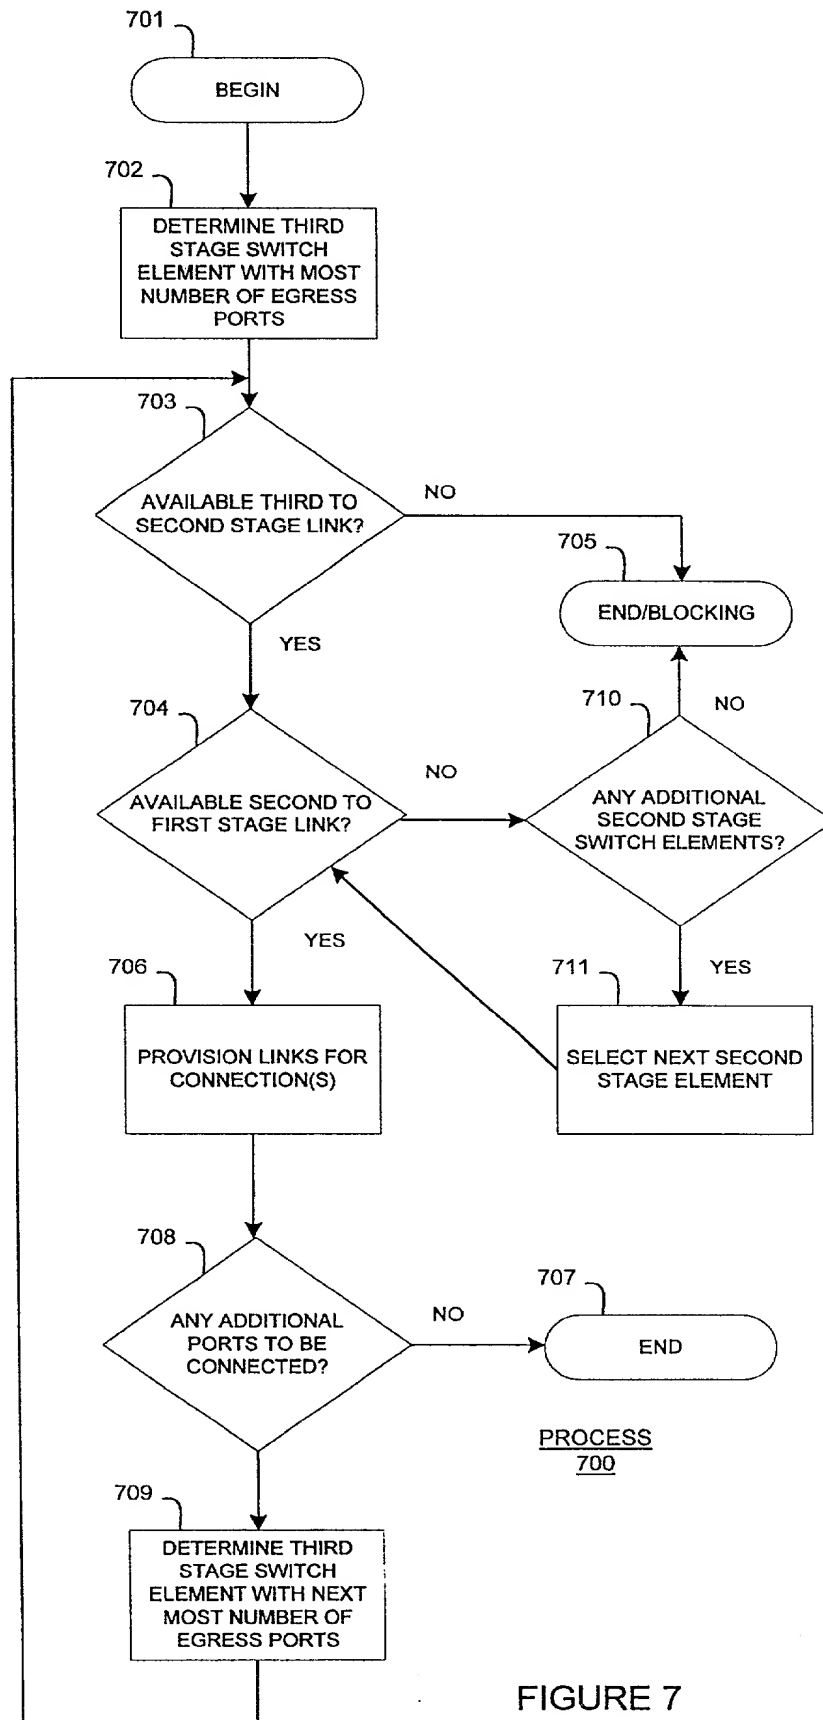 701
BEGIN
702
DETERMINE THIRD
STAGE SWITCH
ELEMENT WITH MOST
NUMBER OF EGRESS
PORTS
703
AVAILABLE THIRD TO
SECOND STAGE LINK?
NO
705
END/BLOCKING
YES
704
AVAILABLE SECOND TO
FIRST STAGE LINK?
NO
710
NO
ANY ADDITIONAL
SECOND STAGE
SWITCH ELEMENTS?
YES
YES
706
PROVISION LINKS FOR
CONNECTION(S)
711
SELECT NEXT SECOND
STAGE ELEMENT
708
ANY ADDITIONAL
PORTS TO BE
CONNECTED?
NO
707
END
PROCESS
700
709
DETERMINE THIRD
STAGE SWITCH
ELEMENT WITH NEXT
MOST NUMBER OF
EGRESS PORTS
FIGURE 7